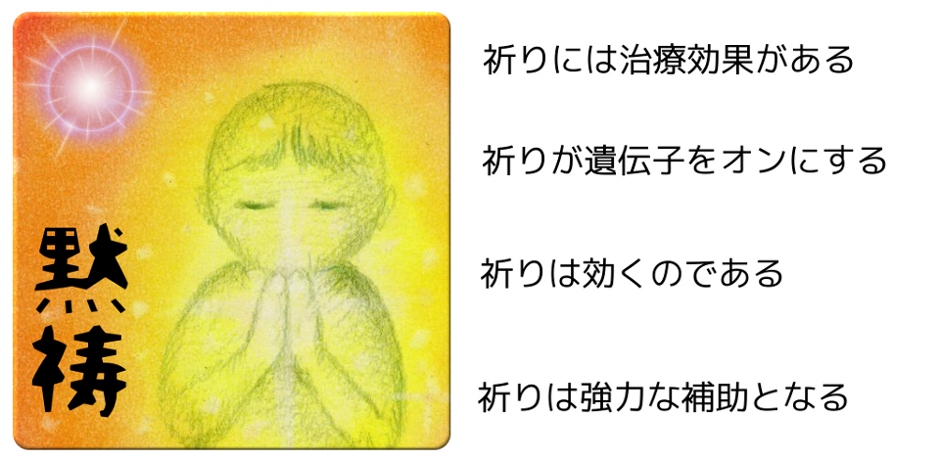 黙祷
祈りには治療効果がある
祈りが遺伝子をオンにする
祈りは効くのである
祈りは強力な補助となる